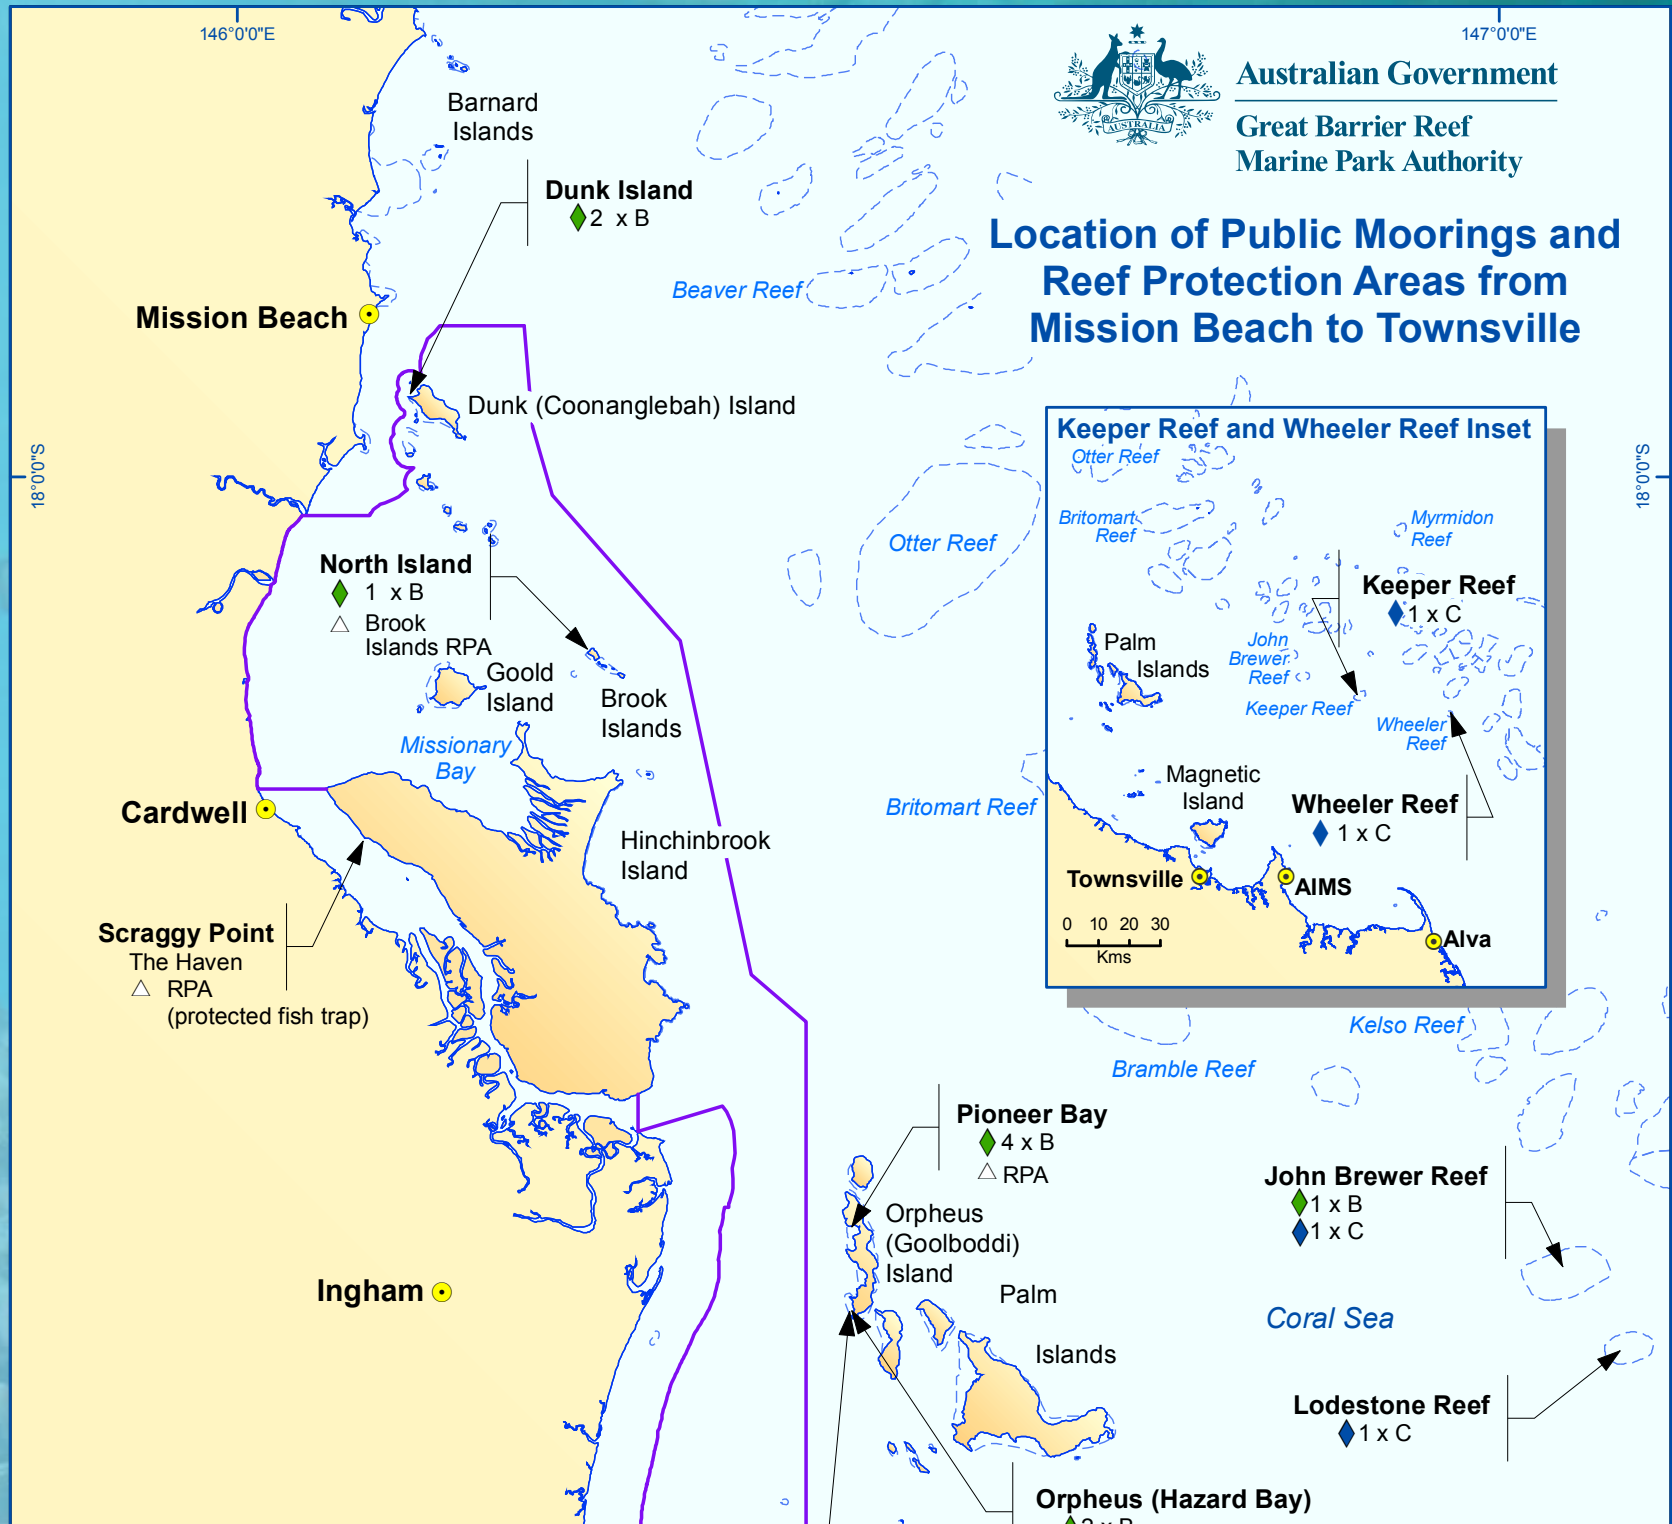 146°0'0"E
147°0'0"E
AUSTRALIA
Australian Government
Great Barrier Reef
Marine Park Authority
Location of Public Moorings and
Reef Protection Areas from
Mission Beach to Townsville
Barnard
Islands
Dunk Island
2 x B
Beaver Reef
Mission Beach
Dunk (Coonanglebah) Island
18°0'0"S
18°0'0"S
Otter Reef
North Island
1 x B
Brook
Islands RPA
Goold
Island
Brook
Islands
Missionary
Bay
Cardwell
Hinchinbrook
Island
Britomart Reef
Scraggy Point
The Haven
RPA
(protected fish trap)
Keeper Reef and Wheeler Reef Inset
Otter Reef
Britomart
Reef
Myrmidon
Reef
Keeper Reef
1 x C
Palm
Islands
John
Brewer
Reef
Keeper Reef
Wheeler
Reef
Magnetic
Island
Wheeler Reef
1 x C
Townsville
AIMS
Alva
0 10 20 30
Kms
Kelso Reef
Bramble Reef
Pioneer Bay
4 x B
RPA
Orpheus
(Goolboddi)
Island
Palm
Islands
John Brewer Reef
1 x B
1 x C
Ingham
Coral Sea
Lodestone Reef
1 x C
Orpheus (Hazard Bay)